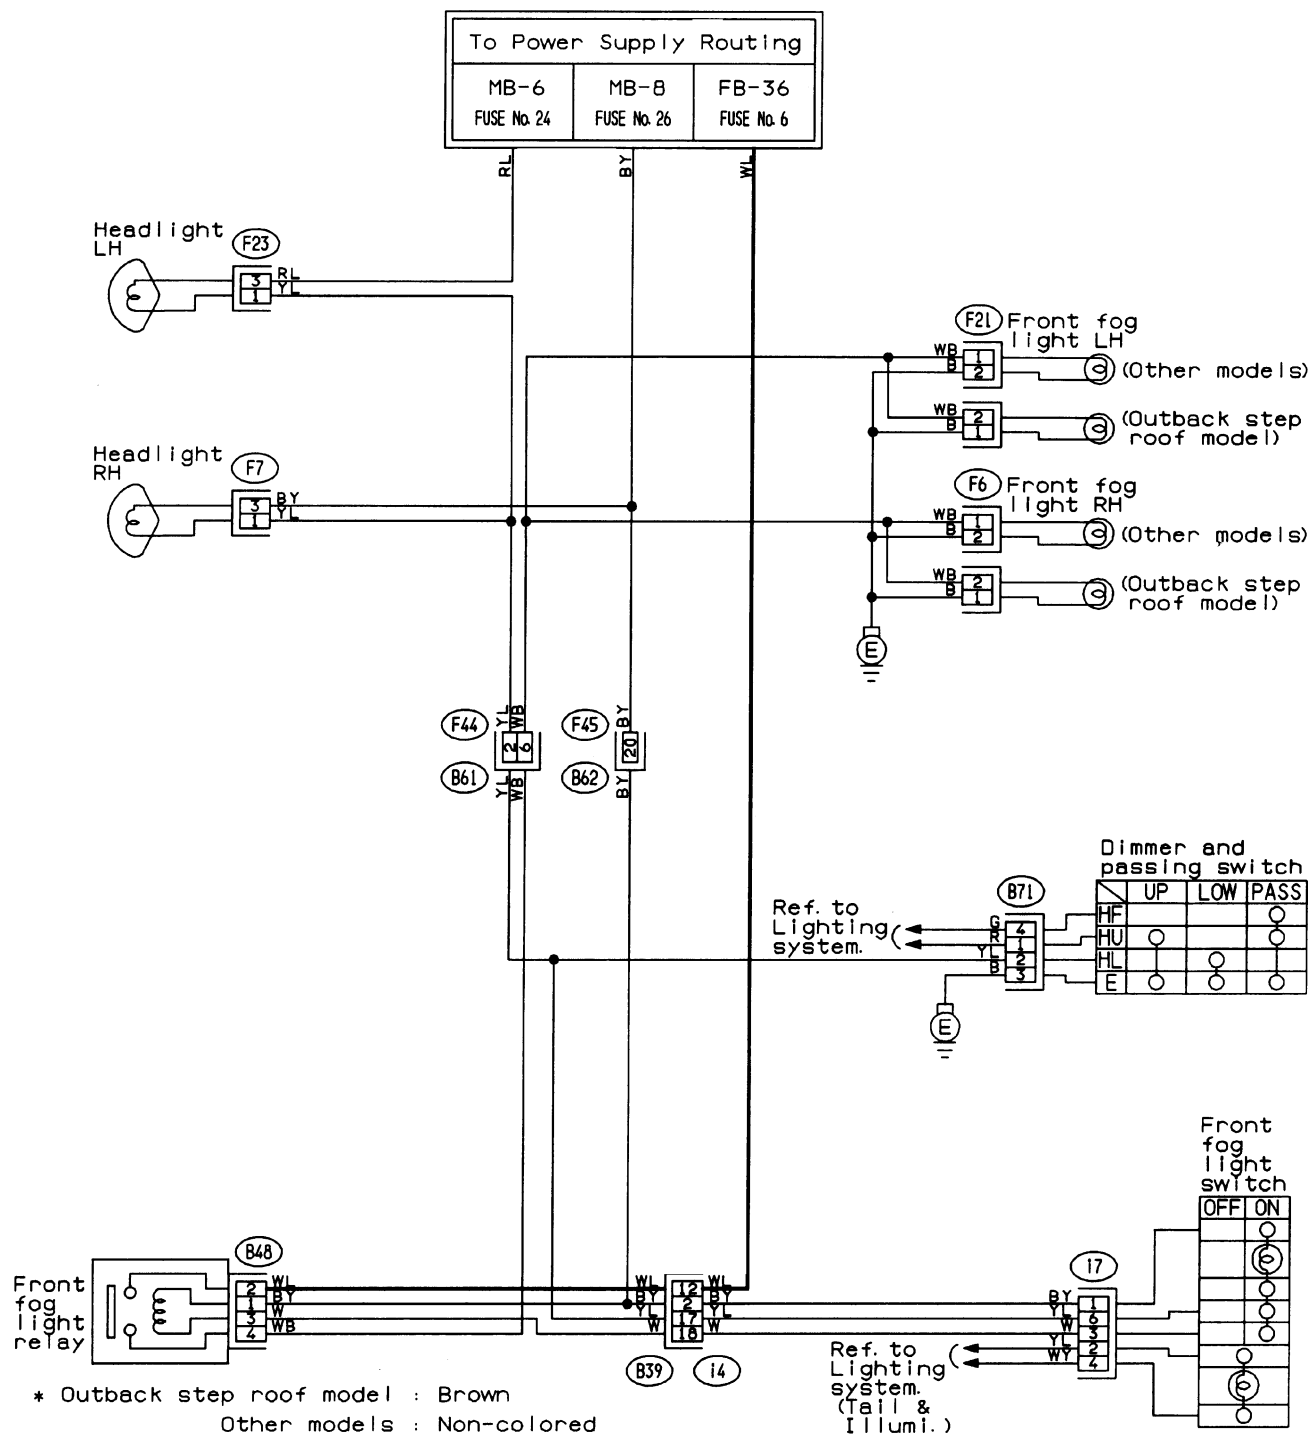 To Power Supply Routing
MB-6 MB-8 FB-36
FUSE No. 24 FUSE No. 26 FUSE No. 6
RL BY WL
Headlight
LH
F23
3 RL
1 YL
F21
Front fog
light LH
WB 1
B 2
(Other models)
WB 2
B 1
(Outback step
roof model)
Headlight
RH
F7
3 BY
1 YL
F6
Front fog
light RH
WB 1
B 2
(Other models)
WB 2
B 1
(Outback step
roof model)
E
F44 YL WB F45 BY
2 6 20
B61 YL WB B62 BY
Dimmer and
passing switch
B71
UP LOW PASS
HF
HU
HL
E
Ref. to
Lighting
system.
G 4
R 1
YL 2
B 3
E
Front
fog
light
switch
OFF ON
B48
Front
fog
light
relay
2 WL
1 BY
3 W
4 WB
WL 12 WL
BY 2 BY
YL 17 YL
W 18 W
B39 i4
i7
BY 1
YL 6
W 3
YL 2
WY 4
Ref. to
Lighting
system.
(Tail &
Illumi.)
* Outback step roof model : Brown
Other models : Non-colored